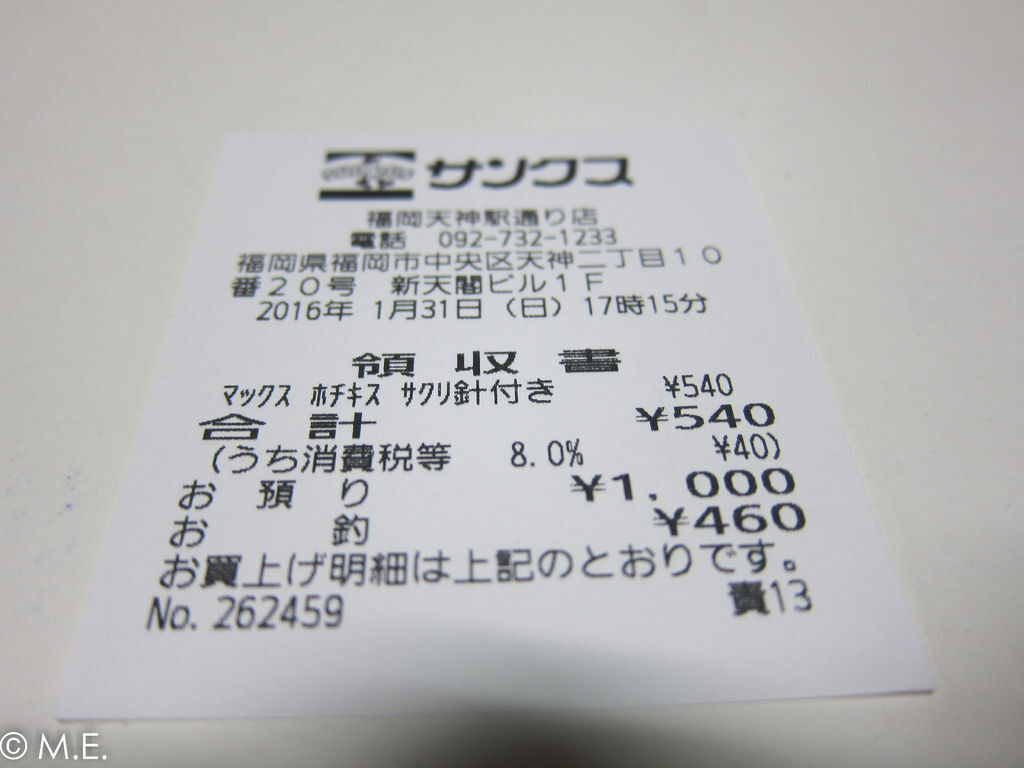 サンクス
福岡天神駅通り店
電話 092-732-1233
福岡県福岡市中央区天神二丁目１０
番２０号 新天閣ビル１Ｆ
2016年 1月31日（日）17時15分
領収書
マックス ホチキス サクリ針付き ¥540
合計 ¥540
(うち消費税等 8.0% ¥40)
お預り ¥1,000
お釣 ¥460
お買上げ明細は上記のとおりです。
No. 262459 責13
© M.E.